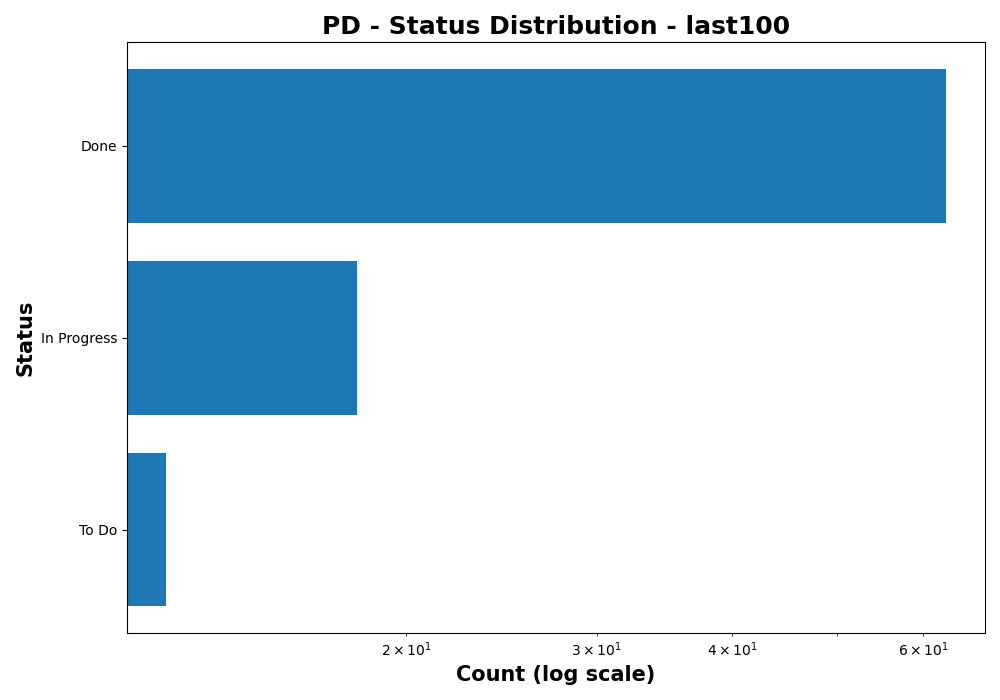 PD - Status Distribution - last100
Done
In Progress
To Do
Status
2 × 10¹
3 × 10¹
4 × 10¹
6 × 10¹
Count (log scale)